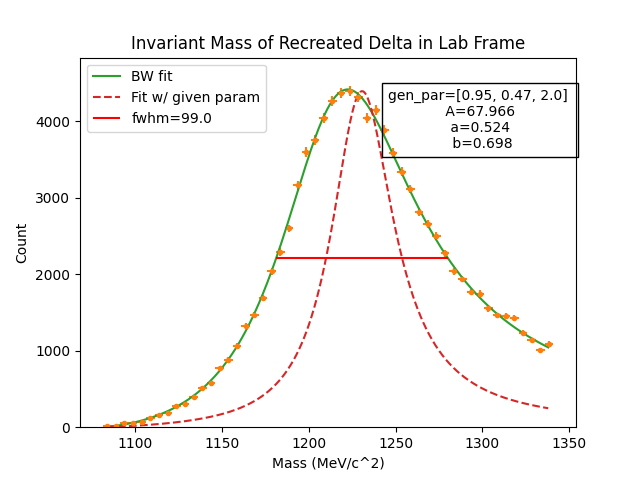 Invariant Mass of Recreated Delta in Lab Frame
BW fit
Fit w/ given param
fwhm=99.0
gen_par=[0.95, 0.47, 2.0]
A=67.966
a=0.524
b=0.698
Count
4000
3000
2000
1000
0
1100
1150
1200
1250
1300
1350
Mass (MeV/c^2)